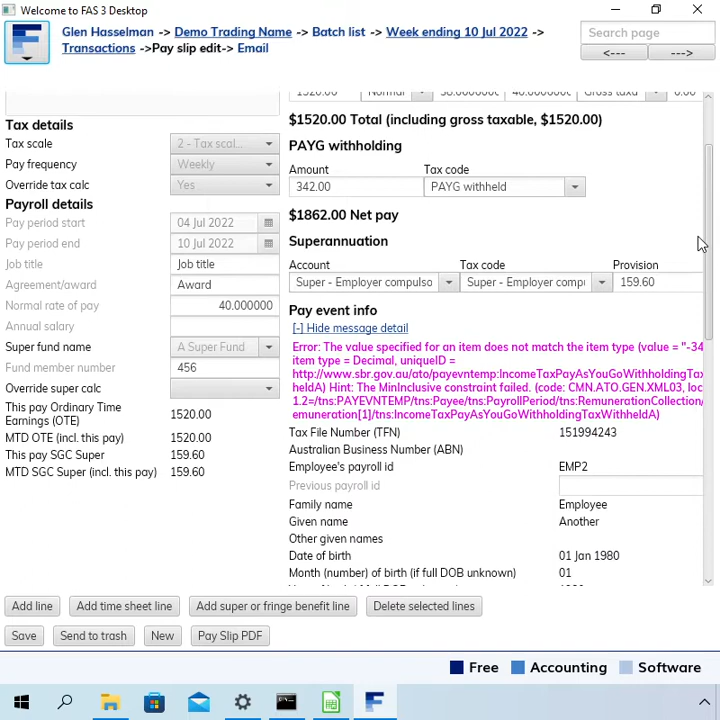 Welcome to FAS 3 Desktop
Glen Hasselman -> Demo Trading Name -> Batch list -> Week ending 10 Jul 2022 ->
Transactions ->Pay slip edit-> Email
Search page
<--- --->
Tax details
Tax scale 2 - Tax scal...
Pay frequency Weekly
Override tax calc Yes
Payroll details
Pay period start 04 Jul 2022
Pay period end 10 Jul 2022
Job title Job title
Agreement/award Award
Normal rate of pay 40.000000
Annual salary
Super fund name A Super Fund
Fund member number 456
Override super calc
This pay Ordinary Time
Earnings (OTE) 1520.00
MTD OTE (incl. this pay) 1520.00
This pay SGC Super 159.60
MTD SGC Super (incl. this pay) 159.60
1520.00 Normal 38.000000 40.000000 Gross taxa 0.00
$1520.00 Total (including gross taxable, $1520.00)
PAYG withholding
Amount Tax code
342.00 PAYG withheld
$1862.00 Net pay
Superannuation
Account Tax code Provision
Super - Employer compulso Super - Employer compu 159.60
Pay event info
[-] Hide message detail
Error: The value specified for an item does not match the item type (value = "-34
item type = Decimal, uniqueID =
http://www.sbr.gov.au/ato/payevntemp:IncomeTaxPayAsYouGoWithholdingTax
heldA) Hint: The MinInclusive constraint failed. (code: CMN.ATO.GEN.XML03, loc
1.2=/tns:PAYEVNTEMP/tns:Payee/tns:PayrollPeriod/tns:RemunerationCollection/
emuneration[1]/tns:IncomeTaxPayAsYouGoWithholdingTaxWithheldA)
Tax File Number (TFN) 151994243
Australian Business Number (ABN)
Employee's payroll id EMP2
Previous payroll id
Family name Employee
Given name Another
Other given names
Date of birth 01 Jan 1980
Month (number) of birth (if full DOB unknown) 01
Add line Add time sheet line Add super or fringe benefit line Delete selected lines
Save Send to trash New Pay Slip PDF
Free Accounting Software